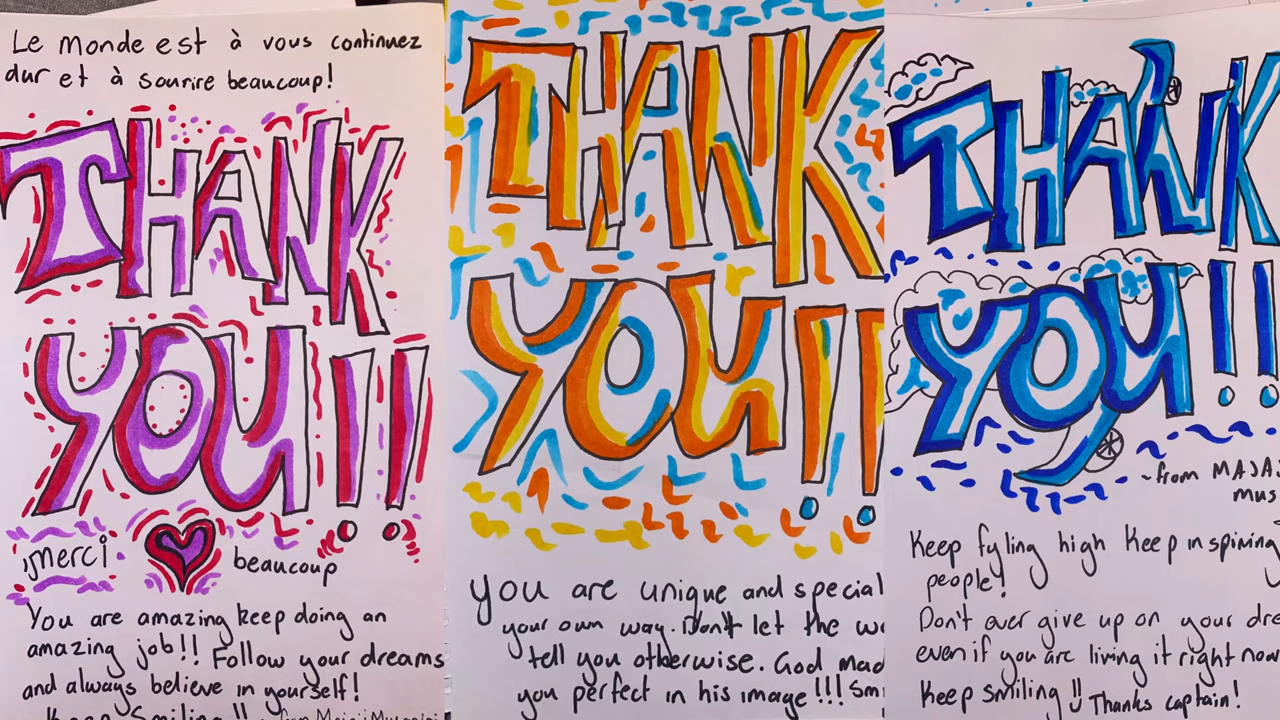 Le monde est à vous continuez
dur et à sourire beaucoup!
THANK
YOU!!
merci beaucoup
You are amazing keep doing an
amazing job!! Follow your dreams
and always believe in yourself!
Keep Smiling!! - from
THANK
YOU!!
you are unique and special
your own way. Don't let the
tell you otherwise. God
you perfect in his image!!!
THANK
YOU!!
~from
Keep fyling high Keep inspiring
people!
Don't over give up on your
even if you are living it right now
Keep smiling!! Thanks captain!